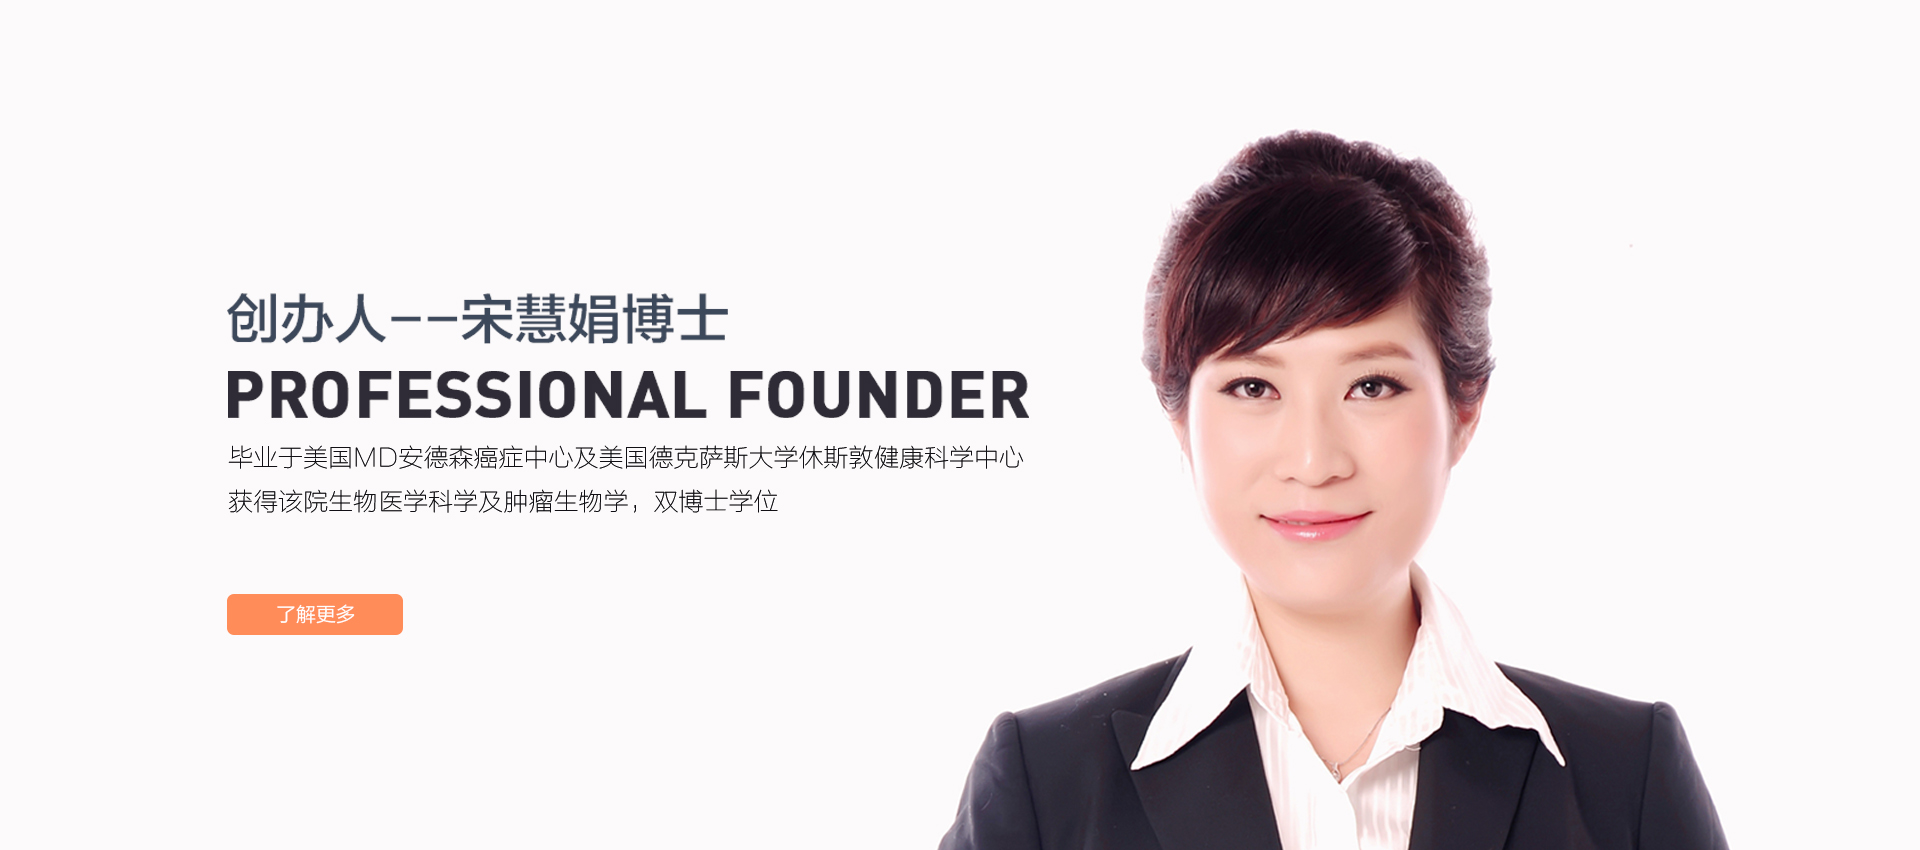 创办人--宋慧娟博士
PROFESSIONAL FOUNDER
毕业于美国MD安德森癌症中心及美国德克萨斯大学休斯敦健康科学中心
获得该院生物医学科学及肿瘤生物学，双博士学位
了解更多